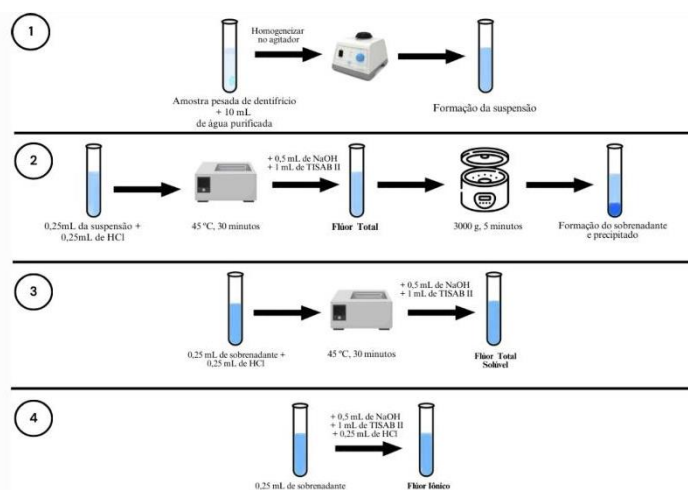 1
Homogeneizar
no agitador
Amostra pesada de dentifrício
+ 10 mL
de água purificada
Formação da suspensão
2
+ 0,5 mL de NaOH
+ 1 mL de TISAB II
0,25mL da suspensão +
0,25mL de HCl
45 ºC, 30 minutos
Flúor Total
3000 g, 5 minutos
Formação do sobrenadante
e precipitado
3
+ 0,5 mL de NaOH
+ 1 mL de TISAB II
0,25 mL de sobrenadante +
0,25 mL de HCl
45 ºC, 30 minutos
Flúor Total
Solúvel
4
+ 0,5 mL de NaOH
+ 1 mL de TISAB II
+ 0,25 mL de HCl
0,25 mL de sobrenadante
Flúor Iônico